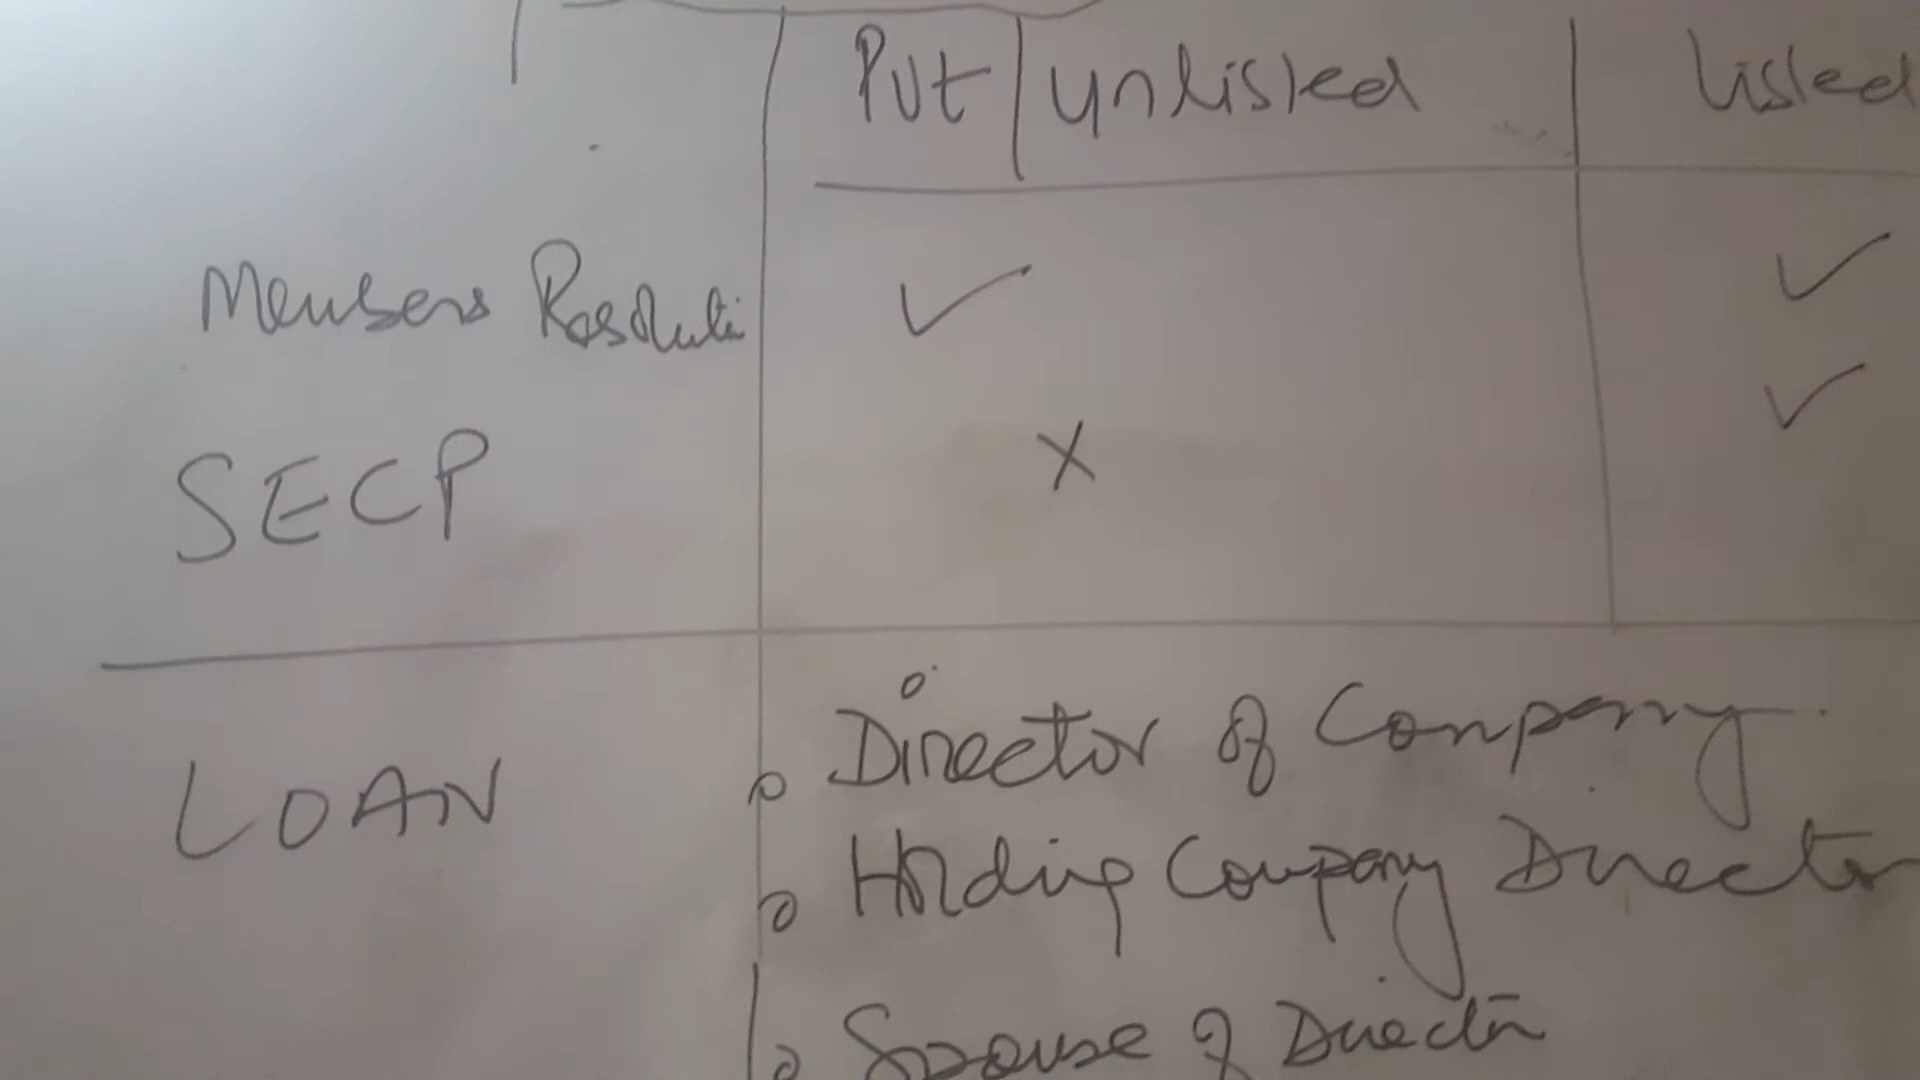 Pvt | unlisted | listed
Members Resoluti ✓ ✓
SECP X ✓
LOAN
o Director of Company.
o Holding Company Director
o Spouse of Director